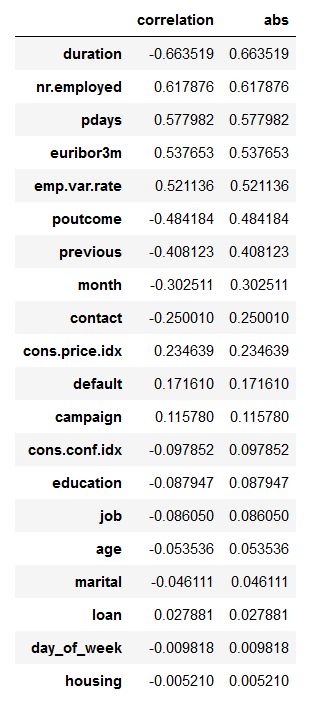 correlation abs
duration -0.663519 0.663519
nr.employed 0.617876 0.617876
pdays 0.577982 0.577982
euribor3m 0.537653 0.537653
emp.var.rate 0.521136 0.521136
poutcome -0.484184 0.484184
previous -0.408123 0.408123
month -0.302511 0.302511
contact -0.250010 0.250010
cons.price.idx 0.234639 0.234639
default 0.171610 0.171610
campaign 0.115780 0.115780
cons.conf.idx -0.097852 0.097852
education -0.087947 0.087947
job -0.086050 0.086050
age -0.053536 0.053536
marital -0.046111 0.046111
loan 0.027881 0.027881
day_of_week -0.009818 0.009818
housing -0.005210 0.005210